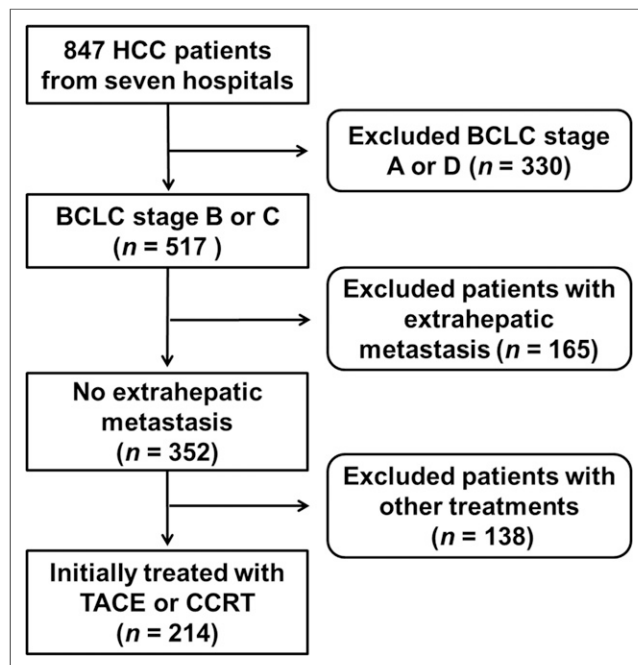 847 HCC patients
from seven hospitals
Excluded BCLC stage
A or D (n = 330)
BCLC stage B or C
(n = 517 )
Excluded patients with
extrahepatic
metastasis (n = 165)
No extrahepatic
metastasis
(n = 352)
Excluded patients with
other treatments
(n = 138)
Initially treated with
TACE or CCRT
(n = 214)